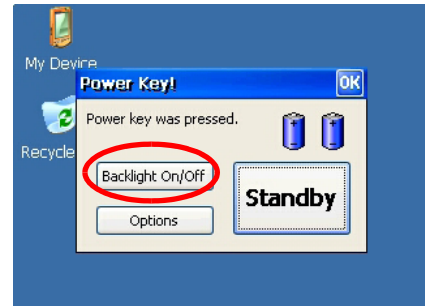 My Device
Power Key!
OK
Power key was pressed.
Recycle
Backlight On/Off
Standby
Options